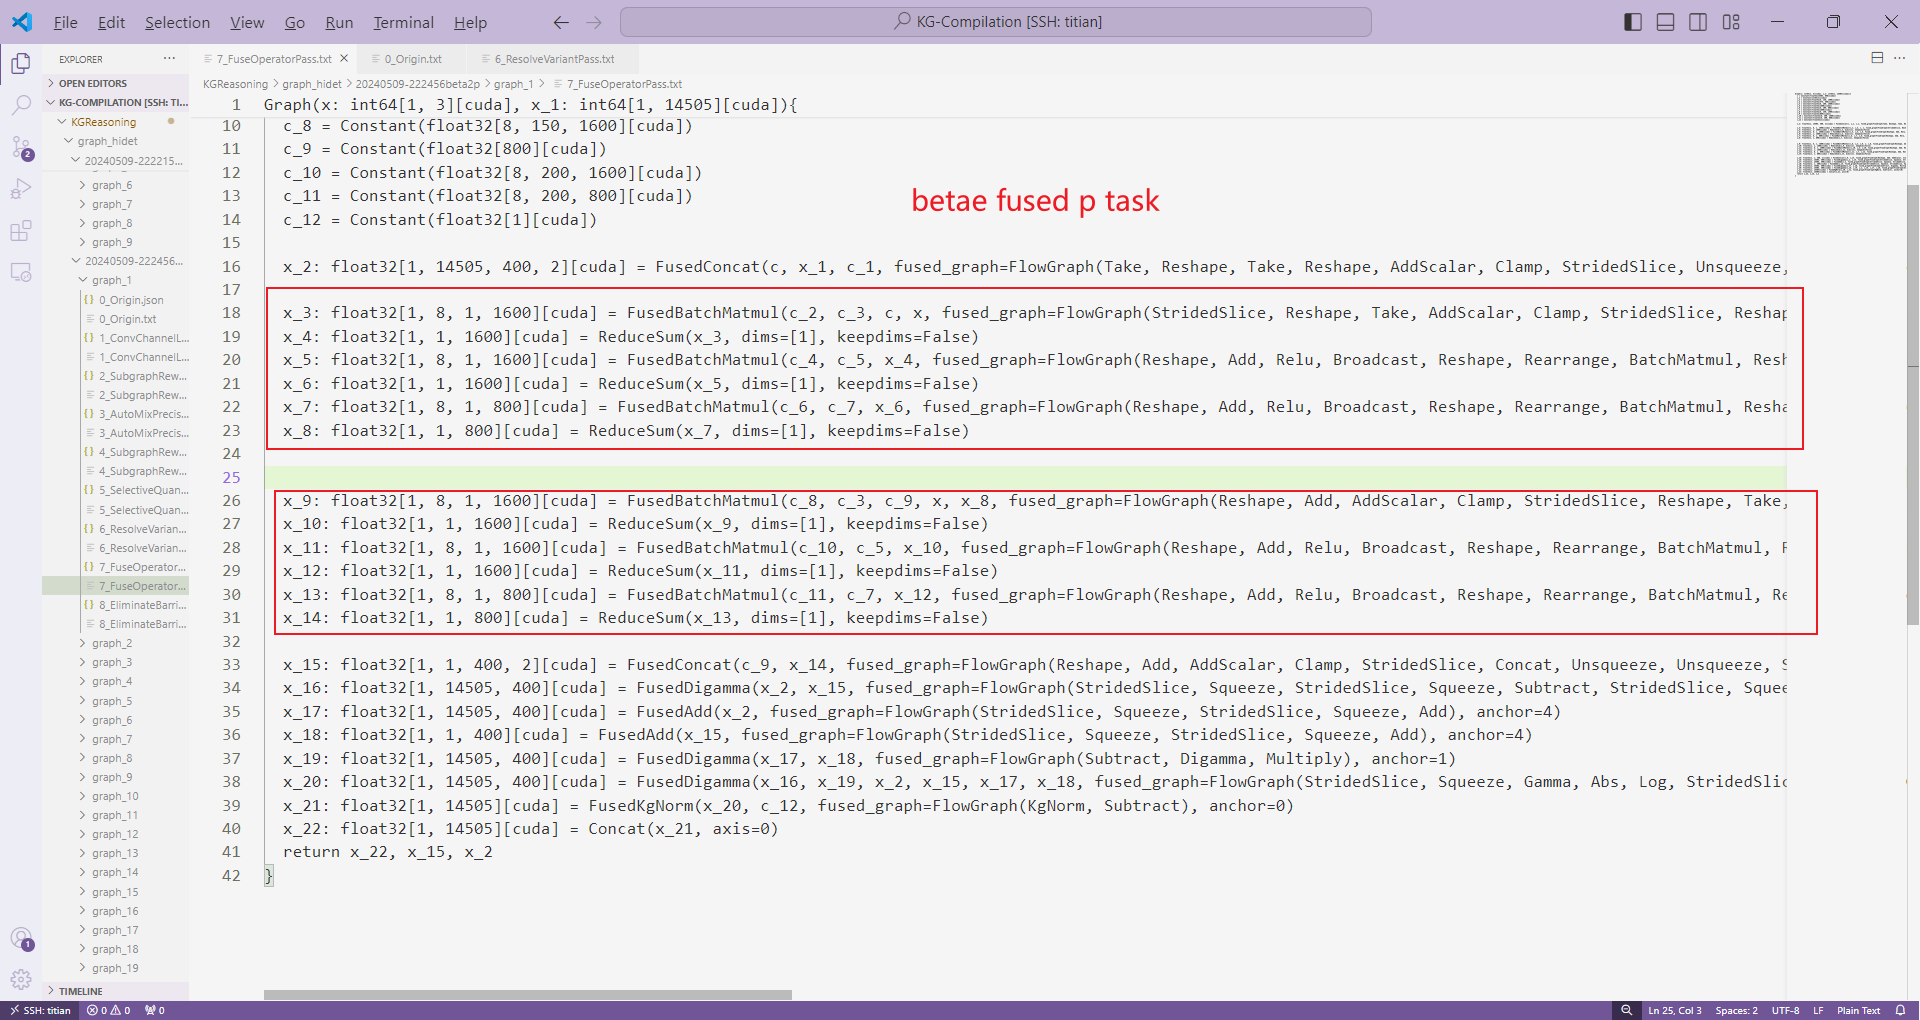 File Edit Selection View Go Run Terminal Help
KG-Compilation [SSH: titian]
EXPLORER
OPEN EDITORS
KG-COMPILATION [SSH: TI...
KGReasoning
graph_hidet
20240509-222215...
graph_6
graph_7
graph_8
graph_9
20240509-222456...
graph_1
0_Origin.json
0_Origin.txt
1_ConvChannelL...
1_ConvChannelL...
2_SubgraphRew...
2_SubgraphRew...
3_AutoMixPrecis...
3_AutoMixPrecis...
4_SubgraphRew...
4_SubgraphRew...
5_SelectiveQuan...
5_SelectiveQuan...
6_ResolveVarian...
6_ResolveVarian...
7_FuseOperator...
7_FuseOperator...
8_EliminateBarri...
8_EliminateBarri...
graph_2
graph_3
graph_4
graph_5
graph_6
graph_7
graph_8
graph_9
graph_10
graph_11
graph_12
graph_13
graph_14
graph_15
graph_16
graph_17
graph_18
graph_19
TIMELINE
7_FuseOperatorPass.txt 0_Origin.txt 6_ResolveVariantPass.txt
KGReasoning > graph_hidet > 20240509-222456beta2p > graph_1 > 7_FuseOperatorPass.txt
1 Graph(x: int64[1, 3][cuda], x_1: int64[1, 14505][cuda]){
10 c_8 = Constant(float32[8, 150, 1600][cuda])
11 c_9 = Constant(float32[800][cuda])
12 c_10 = Constant(float32[8, 200, 1600][cuda])
13 c_11 = Constant(float32[8, 200, 800][cuda])
14 c_12 = Constant(float32[1][cuda])
betae fused p task
15
16 x_2: float32[1, 14505, 400, 2][cuda] = FusedConcat(c, x_1, c_1, fused_graph=FlowGraph(Take, Reshape, Take, Reshape, AddScalar, Clamp, StridedSlice, Unsqueeze,
17
18 x_3: float32[1, 8, 1, 1600][cuda] = FusedBatchMatmul(c_2, c_3, c, x, fused_graph=FlowGraph(StridedSlice, Reshape, Take, AddScalar, Clamp, StridedSlice, Reshap
19 x_4: float32[1, 1, 1600][cuda] = ReduceSum(x_3, dims=[1], keepdims=False)
20 x_5: float32[1, 8, 1, 1600][cuda] = FusedBatchMatmul(c_4, c_5, x_4, fused_graph=FlowGraph(Reshape, Add, Relu, Broadcast, Reshape, Rearrange, BatchMatmul, Resh
21 x_6: float32[1, 1, 1600][cuda] = ReduceSum(x_5, dims=[1], keepdims=False)
22 x_7: float32[1, 8, 1, 800][cuda] = FusedBatchMatmul(c_6, c_7, x_6, fused_graph=FlowGraph(Reshape, Add, Relu, Broadcast, Reshape, Rearrange, BatchMatmul, Resha
23 x_8: float32[1, 1, 800][cuda] = ReduceSum(x_7, dims=[1], keepdims=False)
24
25
26 x_9: float32[1, 8, 1, 1600][cuda] = FusedBatchMatmul(c_8, c_3, c_9, x, x_8, fused_graph=FlowGraph(Reshape, Add, AddScalar, Clamp, StridedSlice, Reshape, Take,
27 x_10: float32[1, 1, 1600][cuda] = ReduceSum(x_9, dims=[1], keepdims=False)
28 x_11: float32[1, 8, 1, 1600][cuda] = FusedBatchMatmul(c_10, c_5, x_10, fused_graph=FlowGraph(Reshape, Add, Relu, Broadcast, Reshape, Rearrange, BatchMatmul, R
29 x_12: float32[1, 1, 1600][cuda] = ReduceSum(x_11, dims=[1], keepdims=False)
30 x_13: float32[1, 8, 1, 800][cuda] = FusedBatchMatmul(c_11, c_7, x_12, fused_graph=FlowGraph(Reshape, Add, Relu, Broadcast, Reshape, Rearrange, BatchMatmul, Re
31 x_14: float32[1, 1, 800][cuda] = ReduceSum(x_13, dims=[1], keepdims=False)
32
33 x_15: float32[1, 1, 400, 2][cuda] = FusedConcat(c_9, x_14, fused_graph=FlowGraph(Reshape, Add, AddScalar, Clamp, StridedSlice, Concat, Unsqueeze, Unsqueeze, S
34 x_16: float32[1, 14505, 400][cuda] = FusedDigamma(x_2, x_15, fused_graph=FlowGraph(StridedSlice, Squeeze, StridedSlice, Squeeze, Subtract, StridedSlice, Squee
35 x_17: float32[1, 14505, 400][cuda] = FusedAdd(x_2, fused_graph=FlowGraph(StridedSlice, Squeeze, StridedSlice, Squeeze, Add), anchor=4)
36 x_18: float32[1, 1, 400][cuda] = FusedAdd(x_15, fused_graph=FlowGraph(StridedSlice, Squeeze, StridedSlice, Squeeze, Add), anchor=4)
37 x_19: float32[1, 14505, 400][cuda] = FusedDigamma(x_17, x_18, fused_graph=FlowGraph(Subtract, Digamma, Multiply), anchor=1)
38 x_20: float32[1, 14505, 400][cuda] = FusedDigamma(x_16, x_19, x_2, x_15, x_17, x_18, fused_graph=FlowGraph(StridedSlice, Squeeze, Gamma, Abs, Log, StridedSlic
39 x_21: float32[1, 14505][cuda] = FusedKgNorm(x_20, c_12, fused_graph=FlowGraph(KgNorm, Subtract), anchor=0)
40 x_22: float32[1, 14505][cuda] = Concat(x_21, axis=0)
41 return x_22, x_15, x_2
42 }
SSH: titian 0 0 0
Ln 25, Col 3 Spaces: 2 UTF-8 LF Plain Text